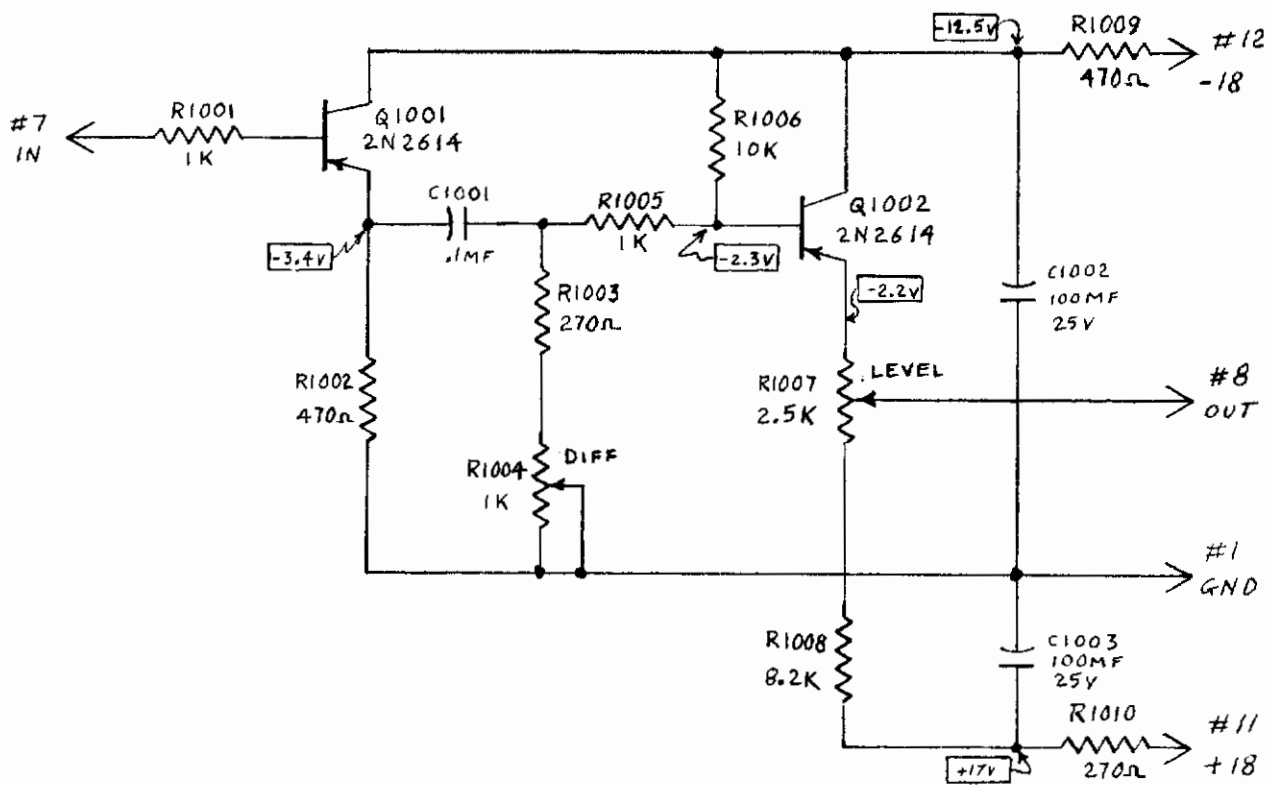 -12.5v
R1009
470Ω
#12
-18
#7
IN
R1001
1K
Q1001
2N2614
R1006
10K
C1001
.1MF
R1005
1K
Q1002
2N2614
-3.4v
-2.3v
-2.2v
R1003
270Ω
C1002
100MF
25V
R1002
470Ω
R1007
2.5K
LEVEL
#8
OUT
R1004
1K
DIFF
#1
GND
R1008
8.2K
C1003
100MF
25V
R1010
270Ω
+17v
#11
+18